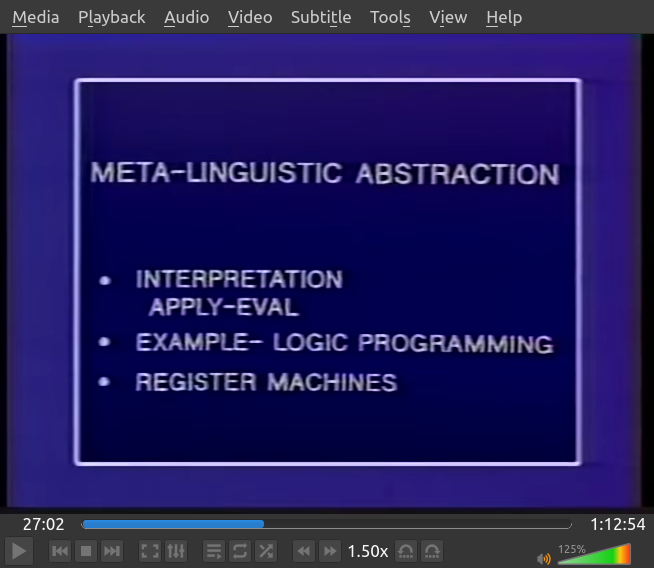 Media Playback Audio Video Subtitle Tools View Help
META-LINGUISTIC ABSTRACTION
• INTERPRETATION
APPLY-EVAL
• EXAMPLE- LOGIC PROGRAMMING
• REGISTER MACHINES
27:02 1:12:54
1.50x 125%